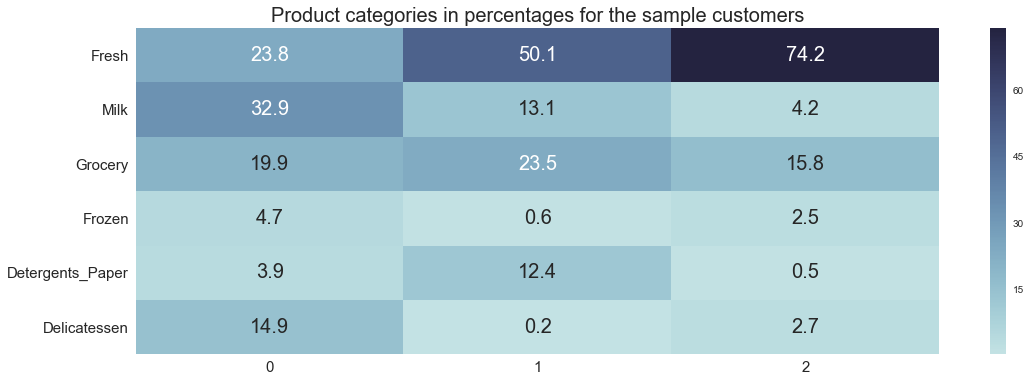 Product categories in percentages for the sample customers
Fresh 23.8 50.1 74.2
Milk 32.9 13.1 4.2
Grocery 19.9 23.5 15.8
Frozen 4.7 0.6 2.5
Detergents_Paper 3.9 12.4 0.5
Delicatessen 14.9 0.2 2.7
0 1 2
60
45
30
15